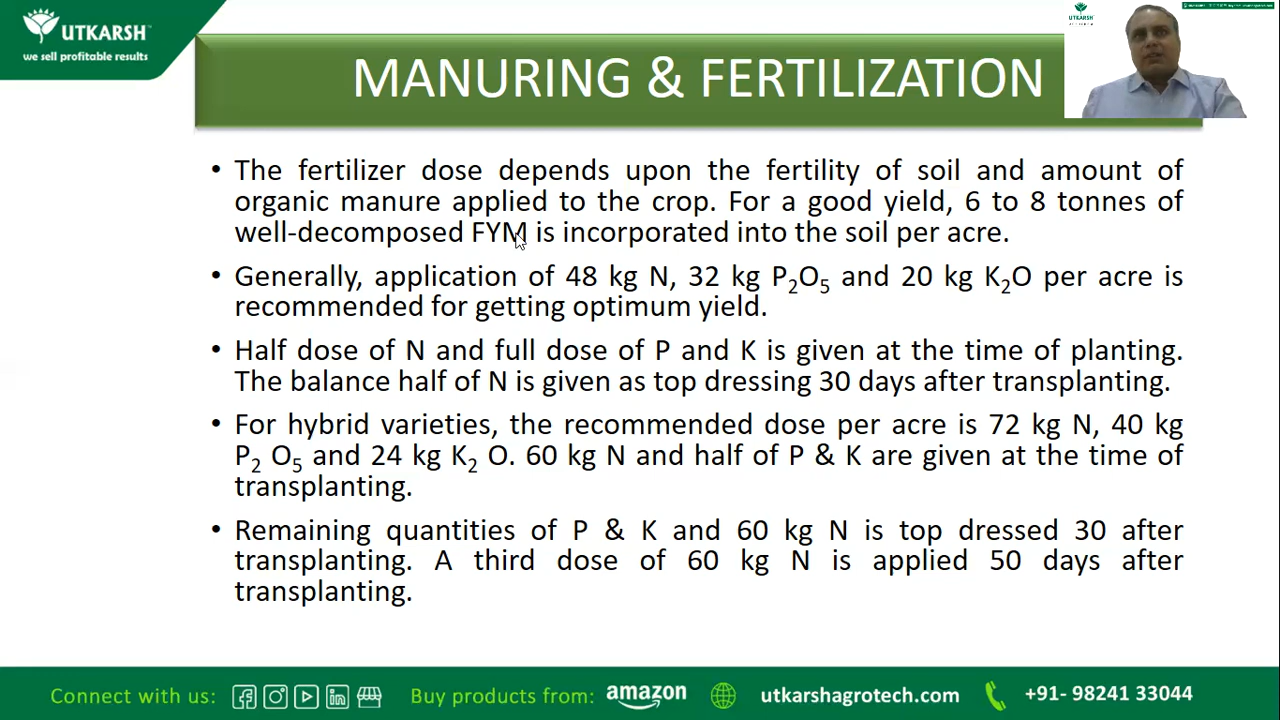 UTKARSH
we sell profitable results
UTKARSH
MANURING & FERTILIZATION
• The fertilizer dose depends upon the fertility of soil and amount of
organic manure applied to the crop. For a good yield, 6 to 8 tonnes of
well-decomposed FYM is incorporated into the soil per acre.
• Generally, application of 48 kg N, 32 kg P2O5 and 20 kg K2O per acre is
recommended for getting optimum yield.
• Half dose of N and full dose of P and K is given at the time of planting.
The balance half of N is given as top dressing 30 days after transplanting.
• For hybrid varieties, the recommended dose per acre is 72 kg N, 40 kg
P2 O5 and 24 kg K2 O. 60 kg N and half of P & K are given at the time of
transplanting.
• Remaining quantities of P & K and 60 kg N is top dressed 30 after
transplanting. A third dose of 60 kg N is applied 50 days after
transplanting.
Connect with us: Buy products from: amazon utkarshagrotech.com +91- 98241 33044